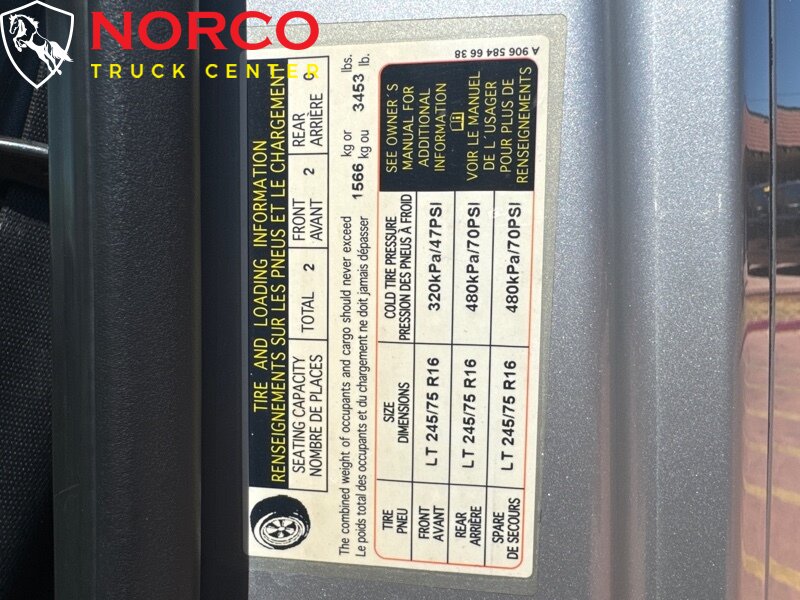 NORCO
TRUCK CENTER
A 906 584 66 38
TIRE AND LOADING INFORMATION
RENSEIGNEMENTS SUR LES PNEUS ET LE CHARGEMENT
SEATING CAPACITY
NOMBRE DE PLACES
TOTAL 2
FRONT
AVANT 2
REAR
ARRIÈRE 0
The combined weight of occupants and cargo should never exceed 1566 kg or 3453 lbs.
Le poids total des occupants et du chargement ne doit jamais dépasser 1566 kg ou 3453 lb.
TIRE
PNEU
SIZE
DIMENSIONS
COLD TIRE PRESSURE
PRESSION DES PNEUS À FROID
FRONT
AVANT
LT 245/75 R16
320kPa/47PSI
REAR
ARRIÈRE
LT 245/75 R16
480kPa/70PSI
SPARE
DE SECOURS
LT 245/75 R16
480kPa/70PSI
SEE OWNER'S
MANUAL FOR
ADDITIONAL
INFORMATION
VOIR LE MANUEL
DE L'USAGER
POUR PLUS DE
RENSEIGNEMENTS